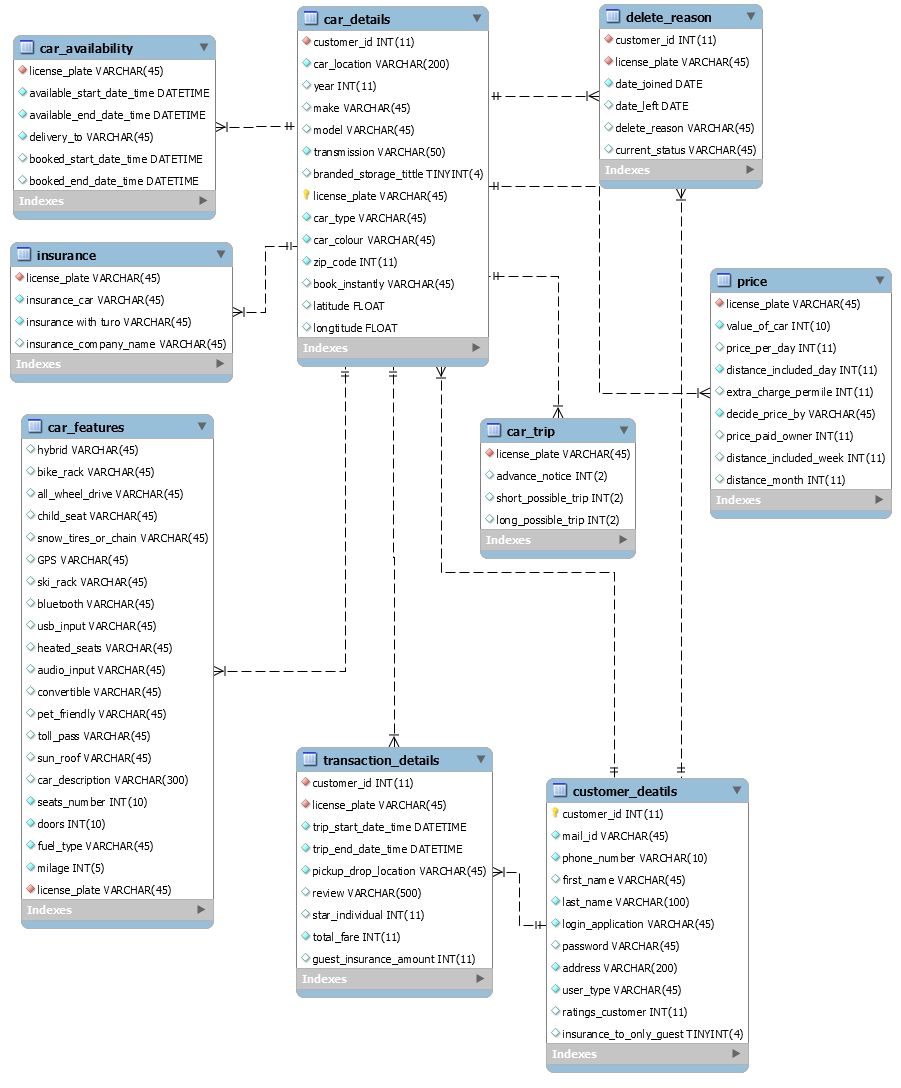 car_availability
license_plate VARCHAR(45)
available_start_date_time DATETIME
available_end_date_time DATETIME
delivery_to VARCHAR(45)
booked_start_date_time DATETIME
booked_end_date_time DATETIME
Indexes
car_details
customer_id INT(11)
car_location VARCHAR(200)
year INT(11)
make VARCHAR(45)
model VARCHAR(45)
transmission VARCHAR(50)
branded_storage_tittle TINYINT(4)
license_plate VARCHAR(45)
car_type VARCHAR(45)
car_colour VARCHAR(45)
zip_code INT(11)
book_instantly VARCHAR(45)
latitude FLOAT
longtitude FLOAT
Indexes
delete_reason
customer_id INT(11)
license_plate VARCHAR(45)
date_joined DATE
date_left DATE
delete_reason VARCHAR(45)
current_status VARCHAR(45)
Indexes
insurance
license_plate VARCHAR(45)
insurance_car VARCHAR(45)
insurance with turo VARCHAR(45)
insurance_company_name VARCHAR(45)
Indexes
price
license_plate VARCHAR(45)
value_of_car INT(10)
price_per_day INT(11)
distance_included_day INT(11)
extra_charge_permile INT(11)
decide_price_by VARCHAR(45)
price_paid_owner INT(11)
distance_included_week INT(11)
distance_month INT(11)
Indexes
car_features
hybrid VARCHAR(45)
bike_rack VARCHAR(45)
all_wheel_drive VARCHAR(45)
child_seat VARCHAR(45)
snow_tires_or_chain VARCHAR(45)
GPS VARCHAR(45)
ski_rack VARCHAR(45)
bluetooth VARCHAR(45)
usb_input VARCHAR(45)
heated_seats VARCHAR(45)
audio_input VARCHAR(45)
convertible VARCHAR(45)
pet_friendly VARCHAR(45)
toll_pass VARCHAR(45)
sun_roof VARCHAR(45)
car_description VARCHAR(300)
seats_number INT(10)
doors INT(10)
fuel_type VARCHAR(45)
milage INT(5)
license_plate VARCHAR(45)
Indexes
car_trip
license_plate VARCHAR(45)
advance_notice INT(2)
short_possible_trip INT(2)
long_possible_trip INT(2)
Indexes
transaction_details
customer_id INT(11)
license_plate VARCHAR(45)
trip_start_date_time DATETIME
trip_end_date_time DATETIME
pickup_drop_location VARCHAR(45)
review VARCHAR(500)
star_individual INT(11)
total_fare INT(11)
guest_insurance_amount INT(11)
Indexes
customer_deatils
customer_id INT(11)
mail_id VARCHAR(45)
phone_number VARCHAR(10)
first_name VARCHAR(45)
last_name VARCHAR(100)
login_application VARCHAR(45)
password VARCHAR(45)
address VARCHAR(200)
user_type VARCHAR(45)
ratings_customer INT(11)
insurance_to_only_guest TINYINT(4)
Indexes